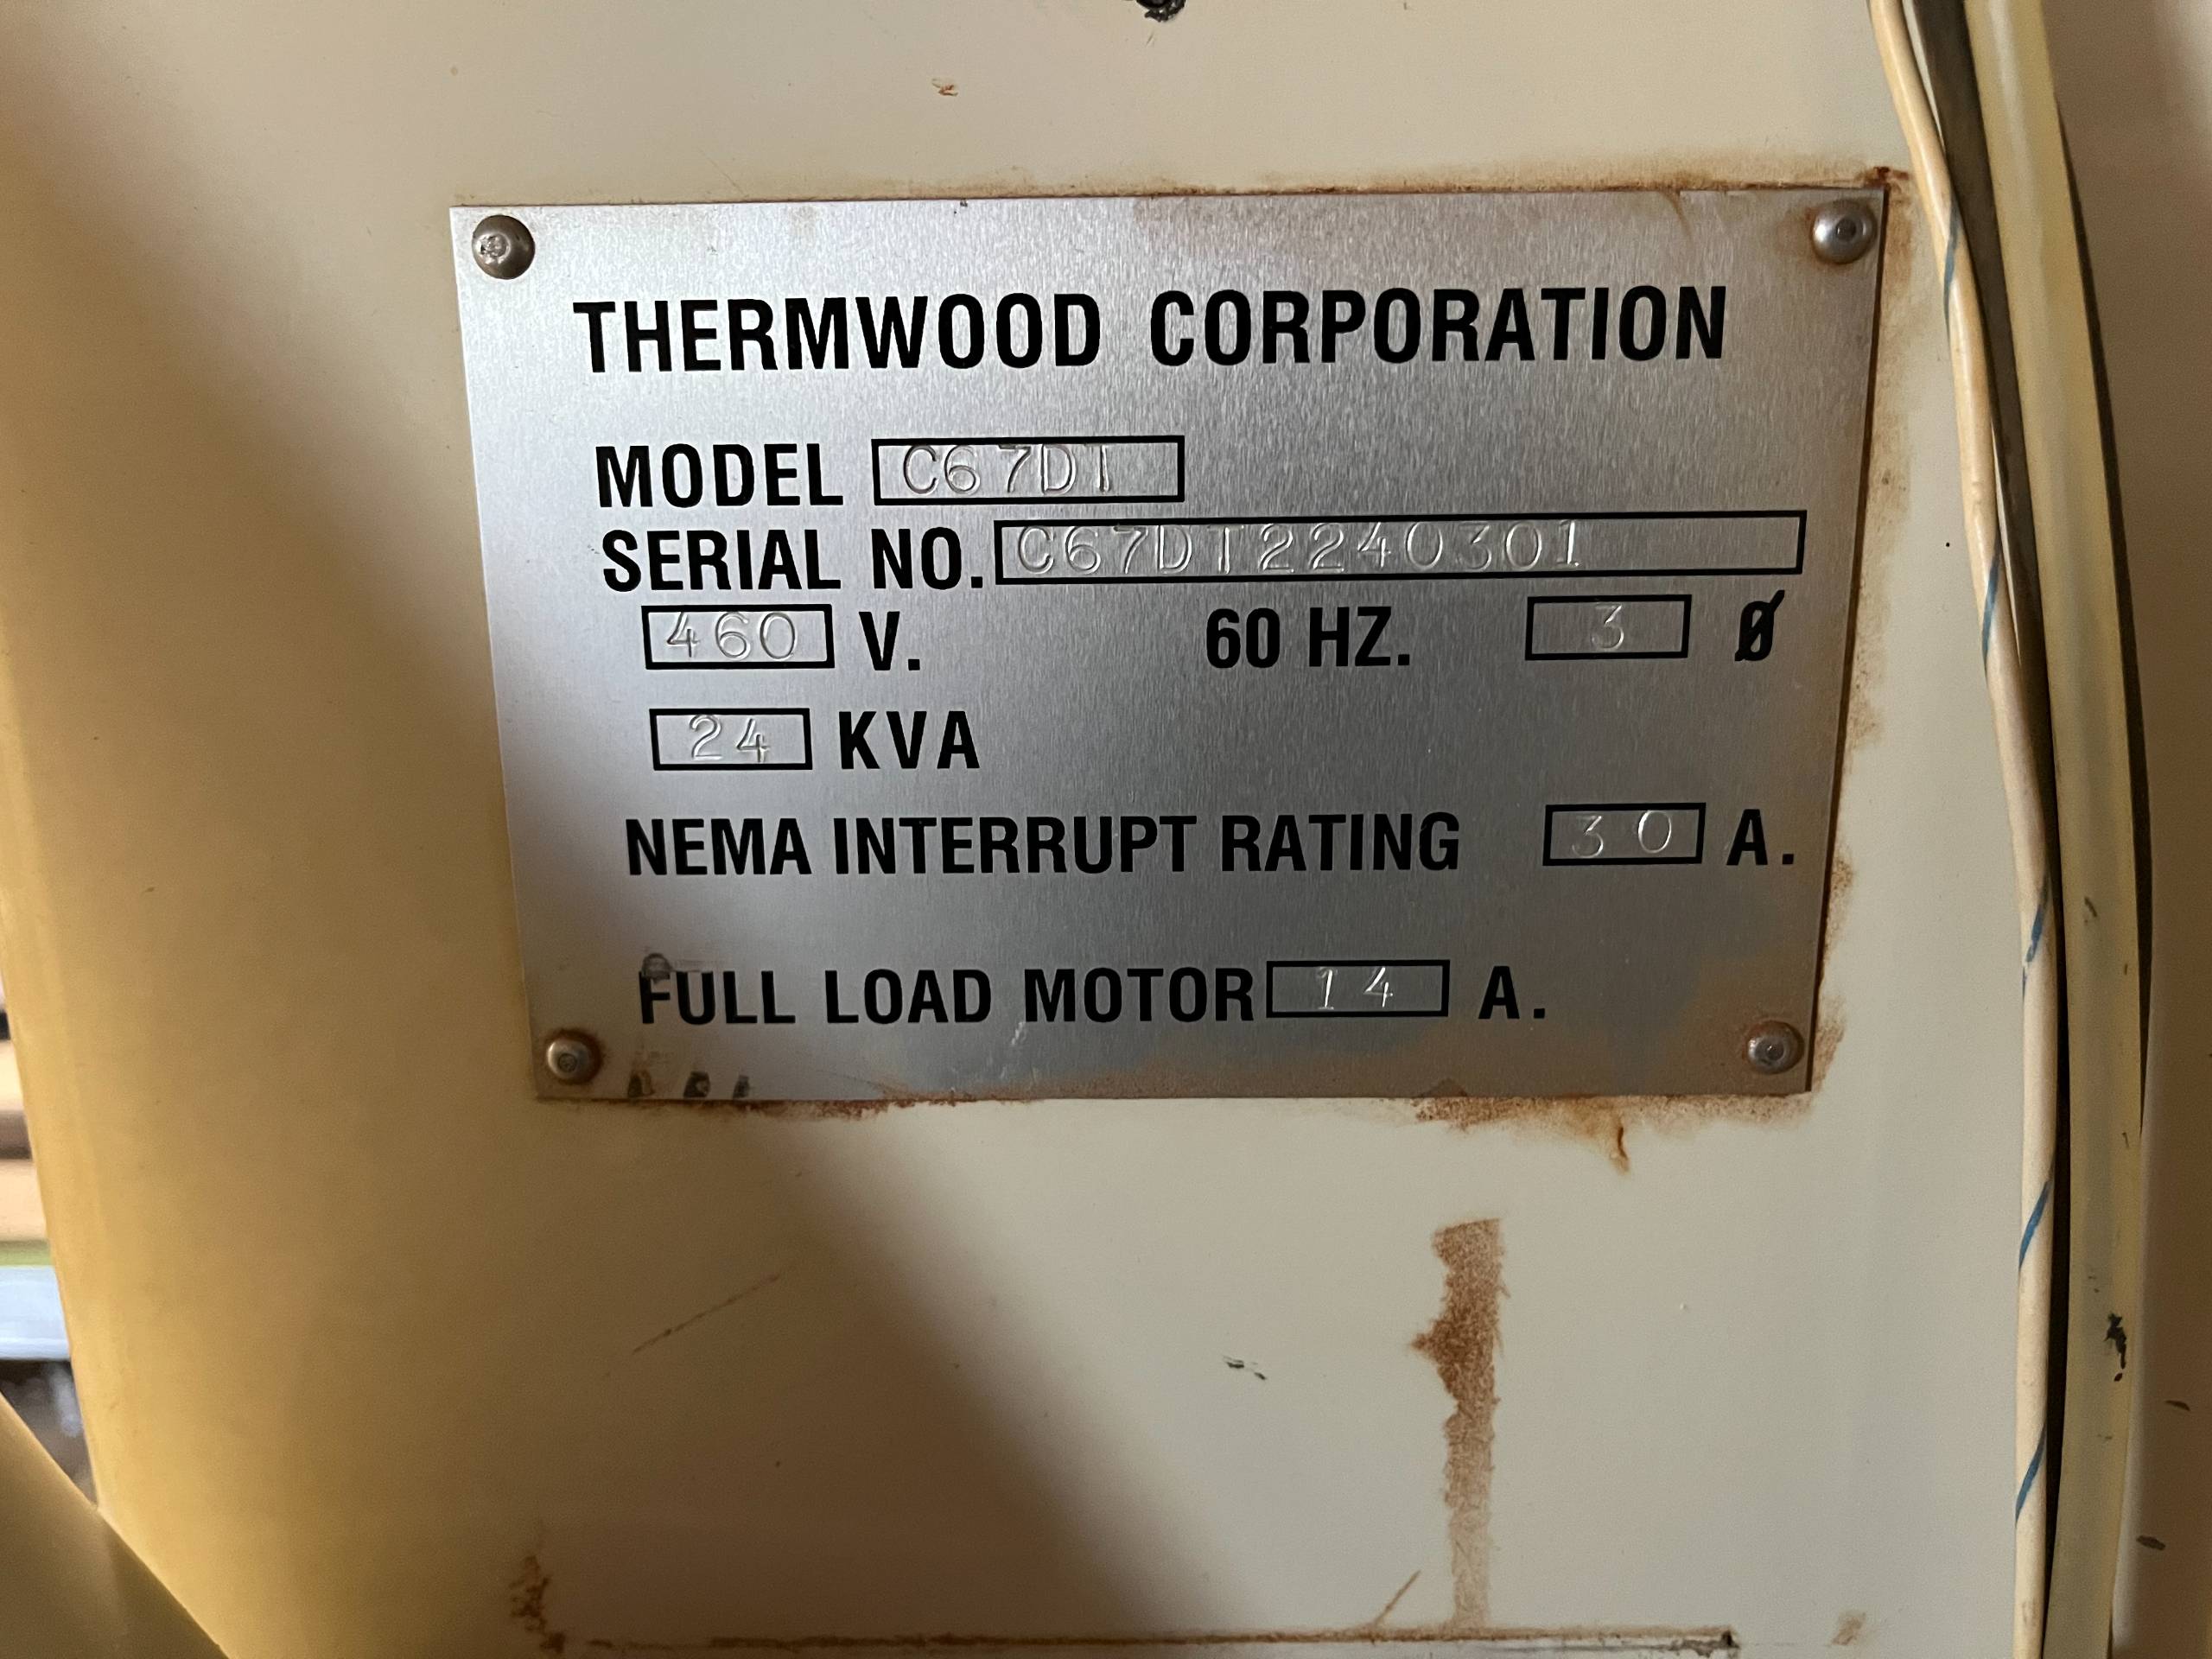 THERMWOOD CORPORATION
MODEL C67DT
SERIAL NO. C67DT2240301
460 V. 60 HZ. 3 Ø
24 KVA
NEMA INTERRUPT RATING 30 A.
FULL LOAD MOTOR 14 A.